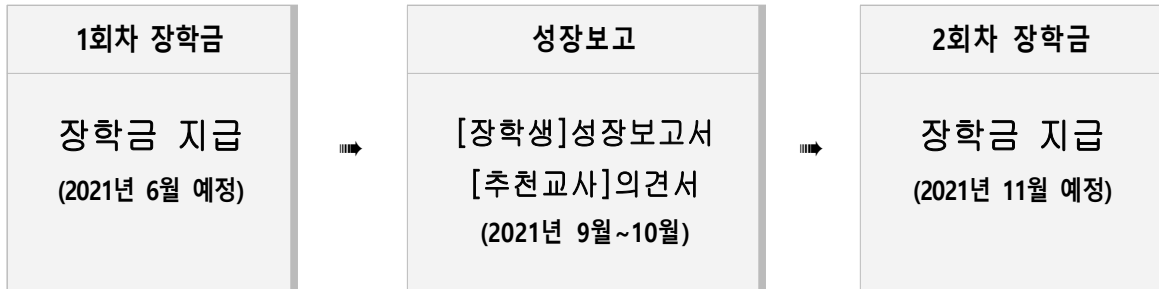 1회차 장학금
장학금 지급
(2021년 6월 예정)
성장보고
[장학생]성장보고서
[추천교사]의견서
(2021년 9월~10월)
2회차 장학금
장학금 지급
(2021년 11월 예정)